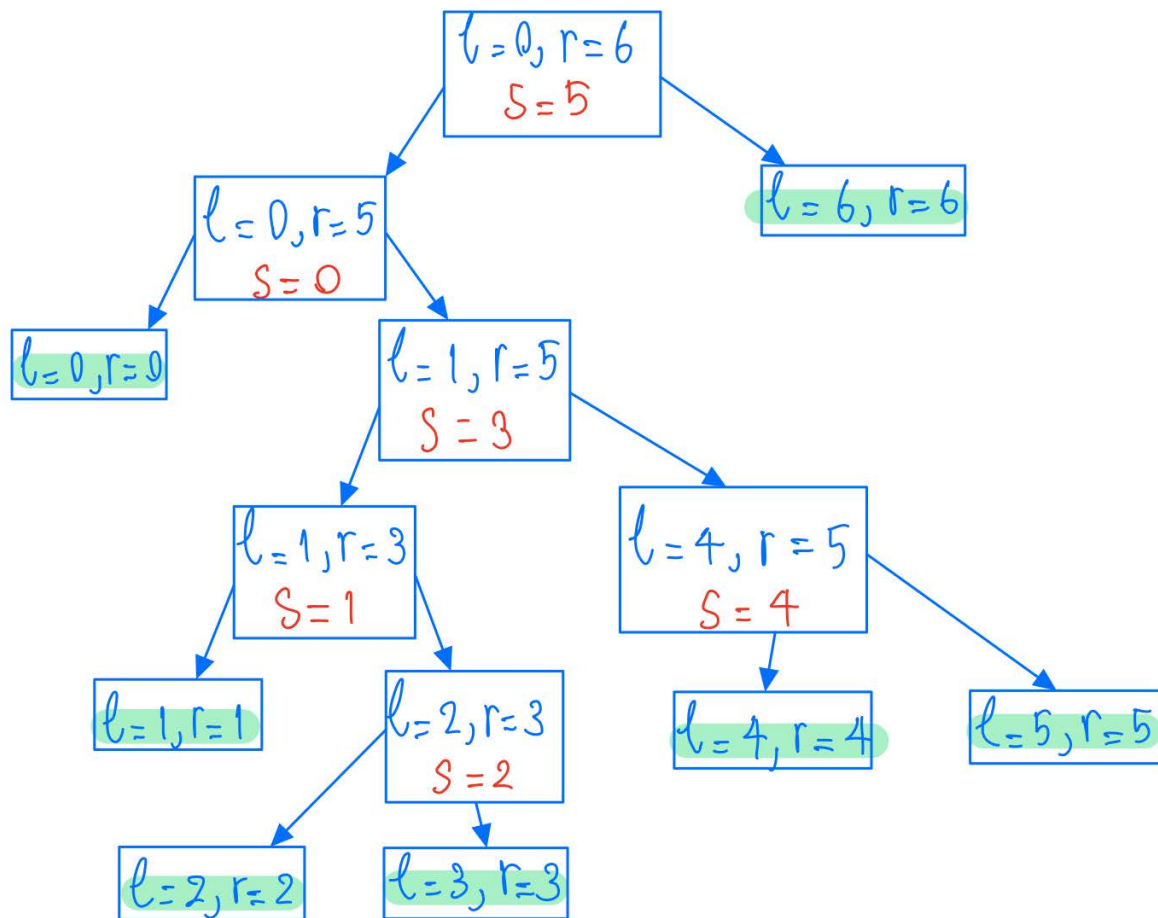 l=0, r=6
S=5
l=0, r=5
S=0
l=6, r=6
l=0, r=0
l=1, r=5
S=3
l=1, r=3
S=1
l=4, r=5
S=4
l=1, r=1
l=2, r=3
S=2
l=4, r=4
l=5, r=5
l=2, r=2
l=3, r=3